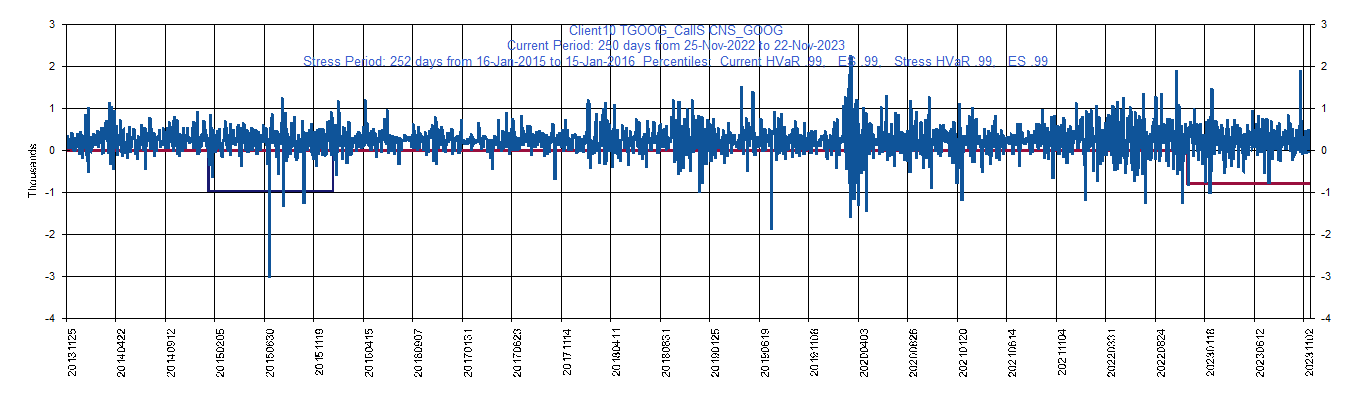 Client10 TGOOG_CallS CNS_GOOG
Current Period: 250 days from 25-Nov-2022 to 22-Nov-2023
Stress Period: 252 days from 16-Jan-2015 to 15-Jan-2016 Percentiles: Current HVaR .99, ES .99, Stress HVaR .99, ES .99
3 3
2 2
1 1
0 0
-1 -1
-2 -2
-3 -3
-4 -4
Thousands
20131125 20140422 20140912 20150205 20150630 20151119 20160415 20160907 20170131 20170623 20171114 20180411 20180831 20190125 20190619 20191108 20200403 20200826 20210120 20210614 20211104 20220331 20220824 20230118 20230612 20231102